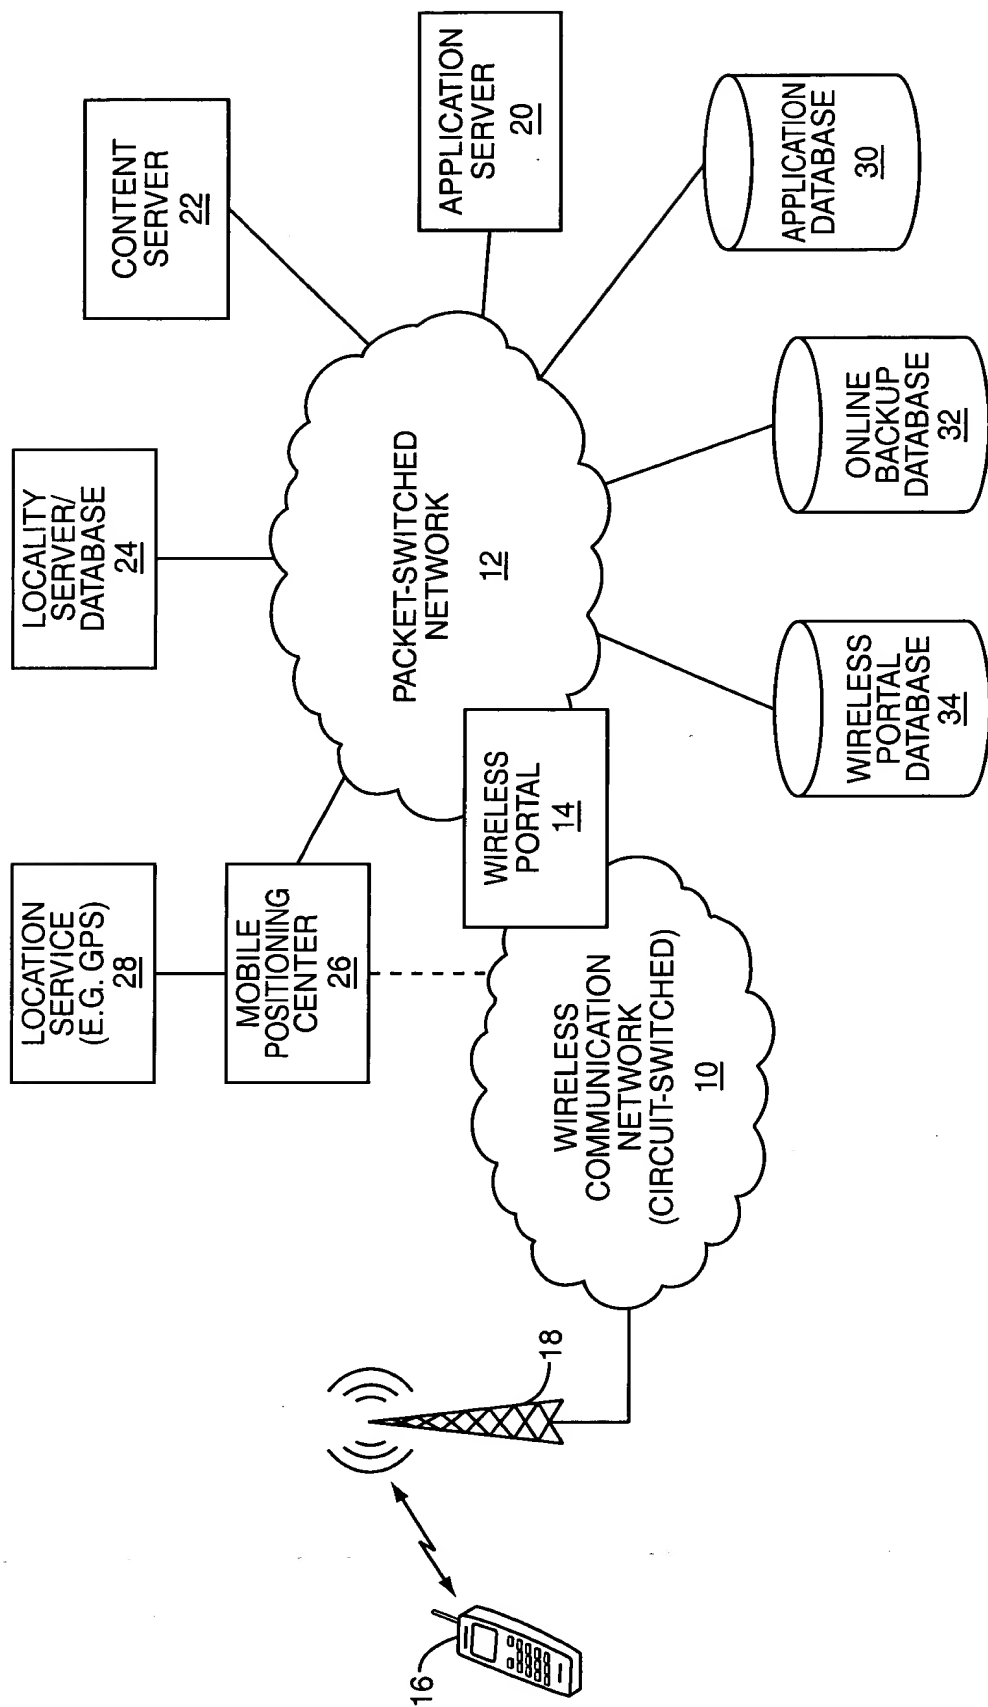 LOCATION
SERVICE
(E.G. GPS)
28
LOCALITY
SERVER/
DATABASE
24
CONTENT
SERVER
22
MOBILE
POSITIONING
CENTER
26
APPLICATION
SERVER
20
PACKET-SWITCHED
NETWORK
12
WIRELESS
PORTAL
14
16
18
WIRELESS
COMMUNICATION
NETWORK
(CIRCUIT-SWITCHED)
10
WIRELESS
PORTAL
DATABASE
34
ONLINE
BACKUP
DATABASE
32
APPLICATION
DATABASE
30